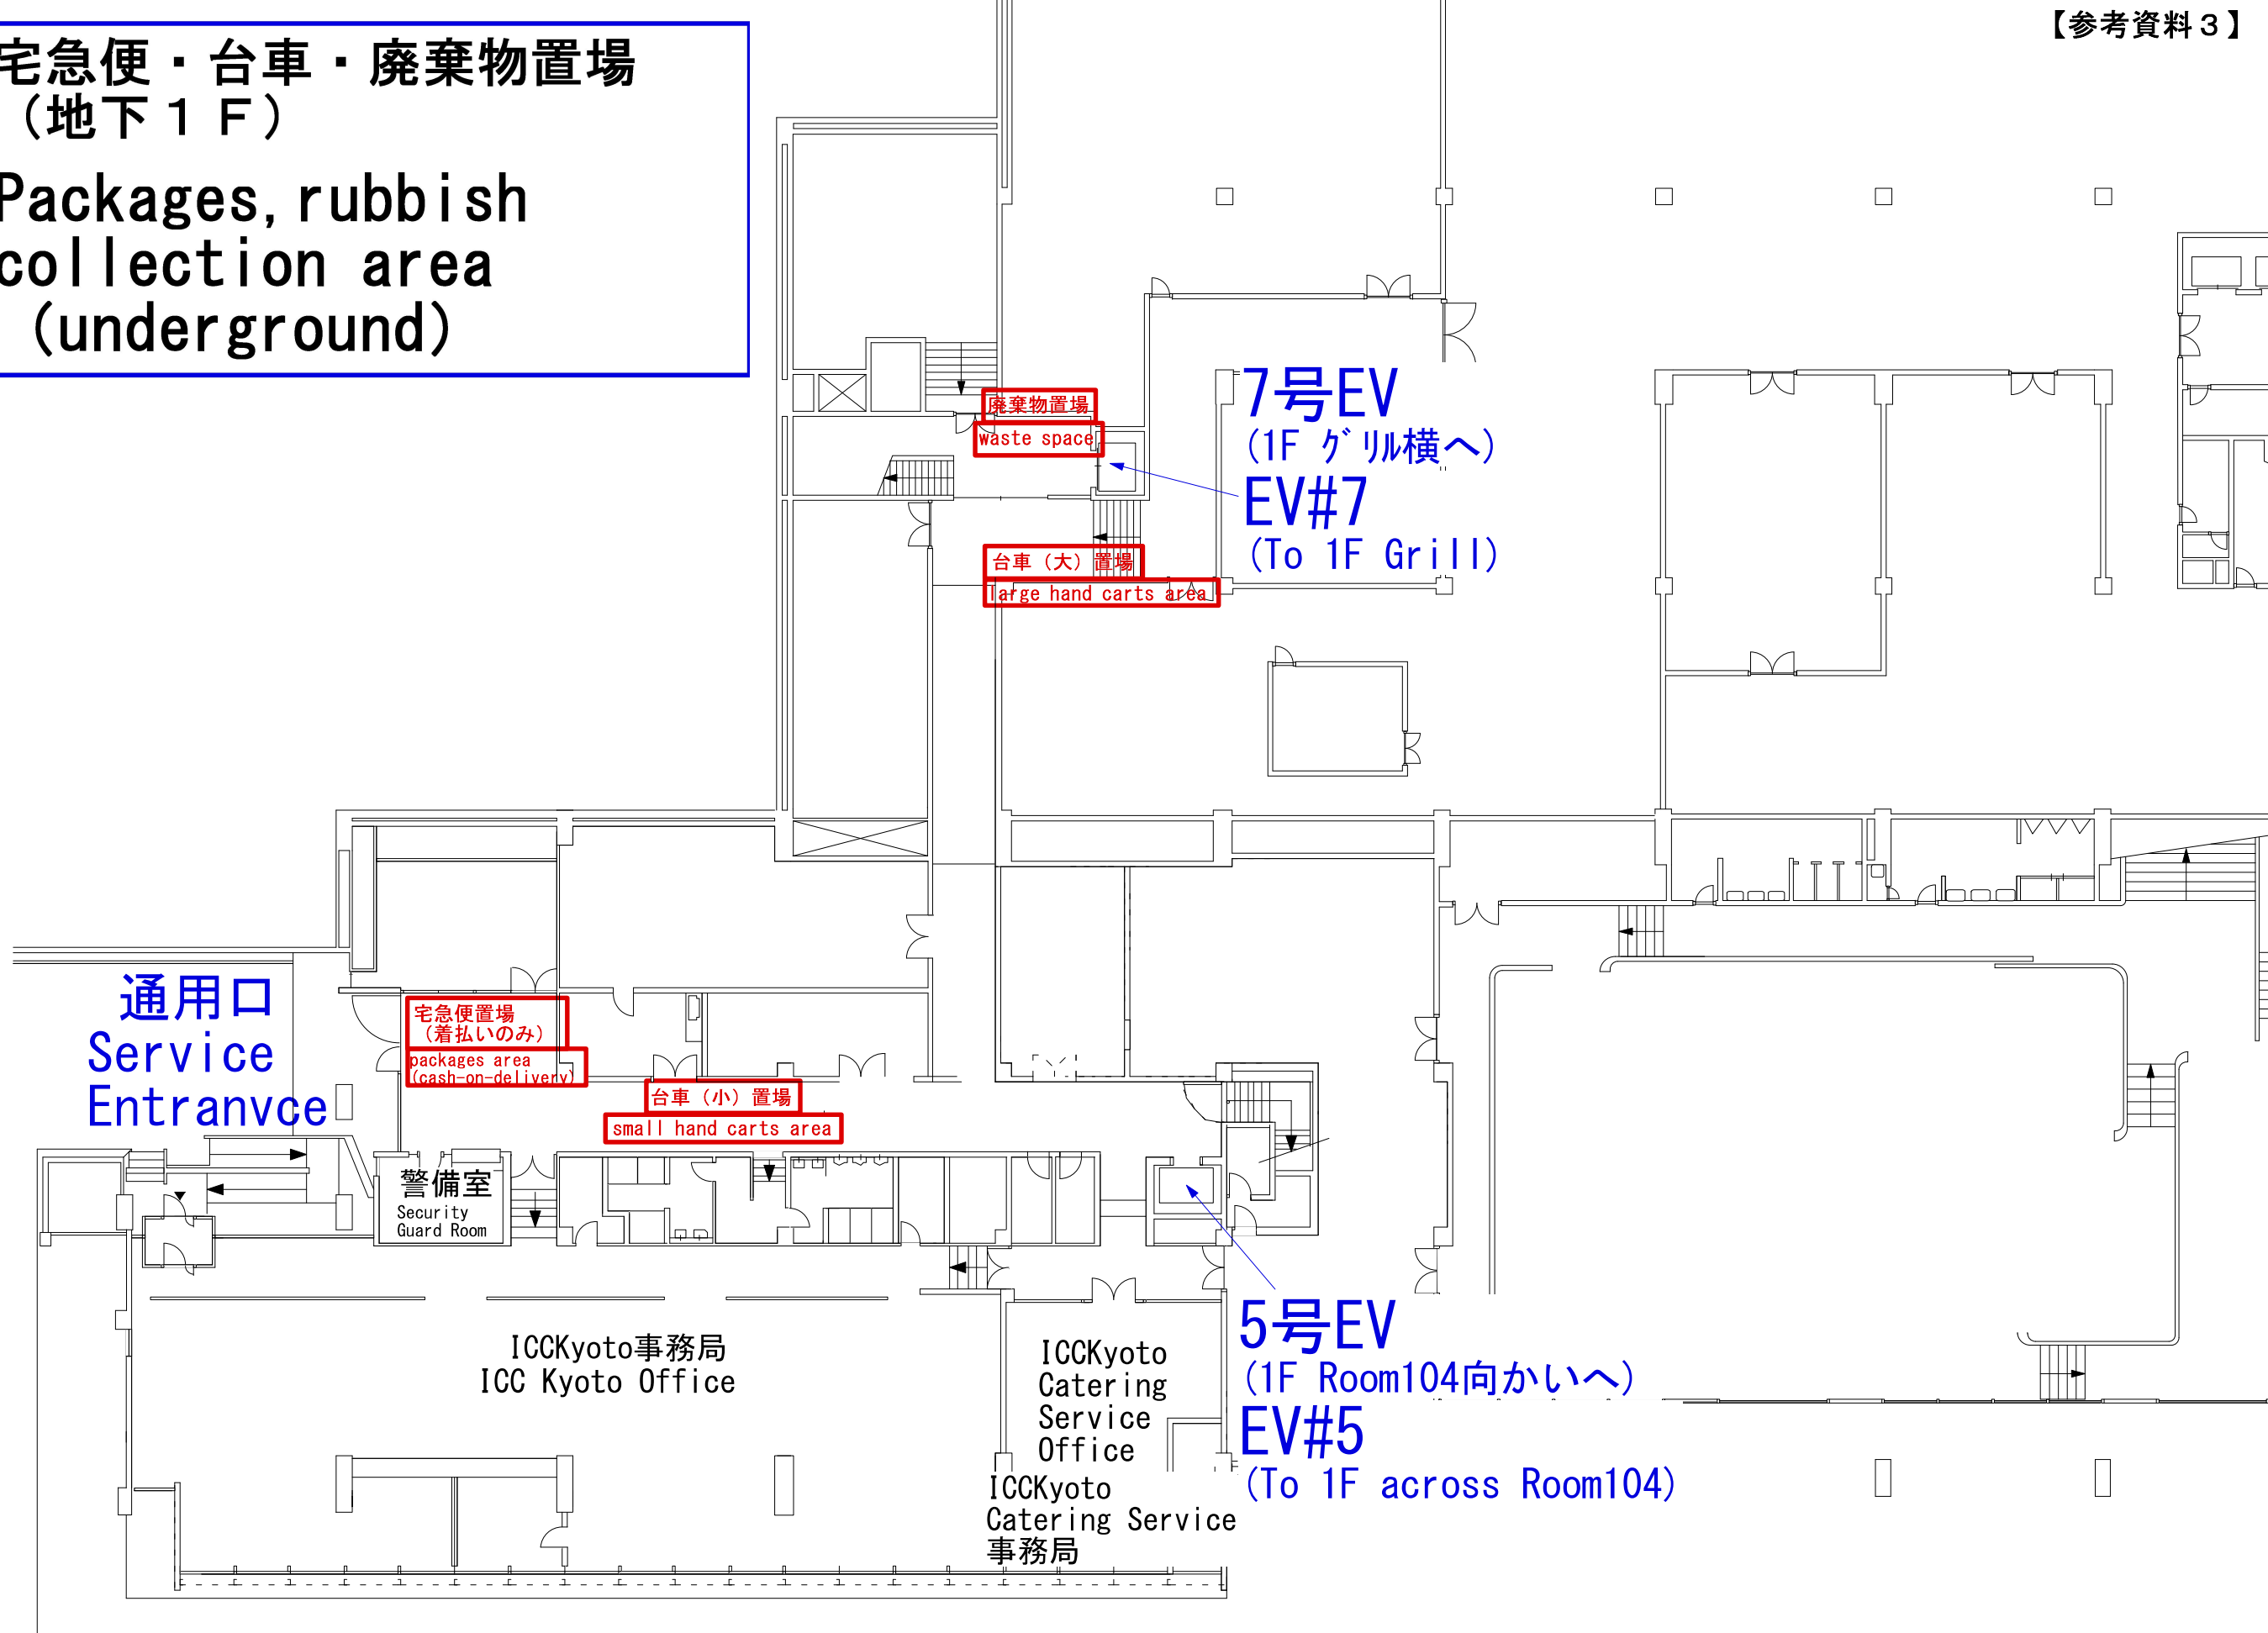 【参考資料３】
宅急便・台車・廃棄物置場
（地下１Ｆ）
Packages,rubbish
collection area
(underground)
廃棄物置場
waste space
7号EV
(1F ｸﾞﾘﾙ横へ)
EV#7
(To 1F Grill)
台車（大）置場
large hand carts area
通用口
Service
Entranvce
宅急便置場
（着払いのみ）
packages area
(cash-on-delivery)
台車（小）置場
small hand carts area
警備室
Security
Guard Room
ICCKyoto事務局
ICC Kyoto Office
ICCKyoto
Catering
Service
Office
ICCKyoto
Catering Service
事務局
5号EV
(1F Room104向かいへ)
EV#5
(To 1F across Room104)